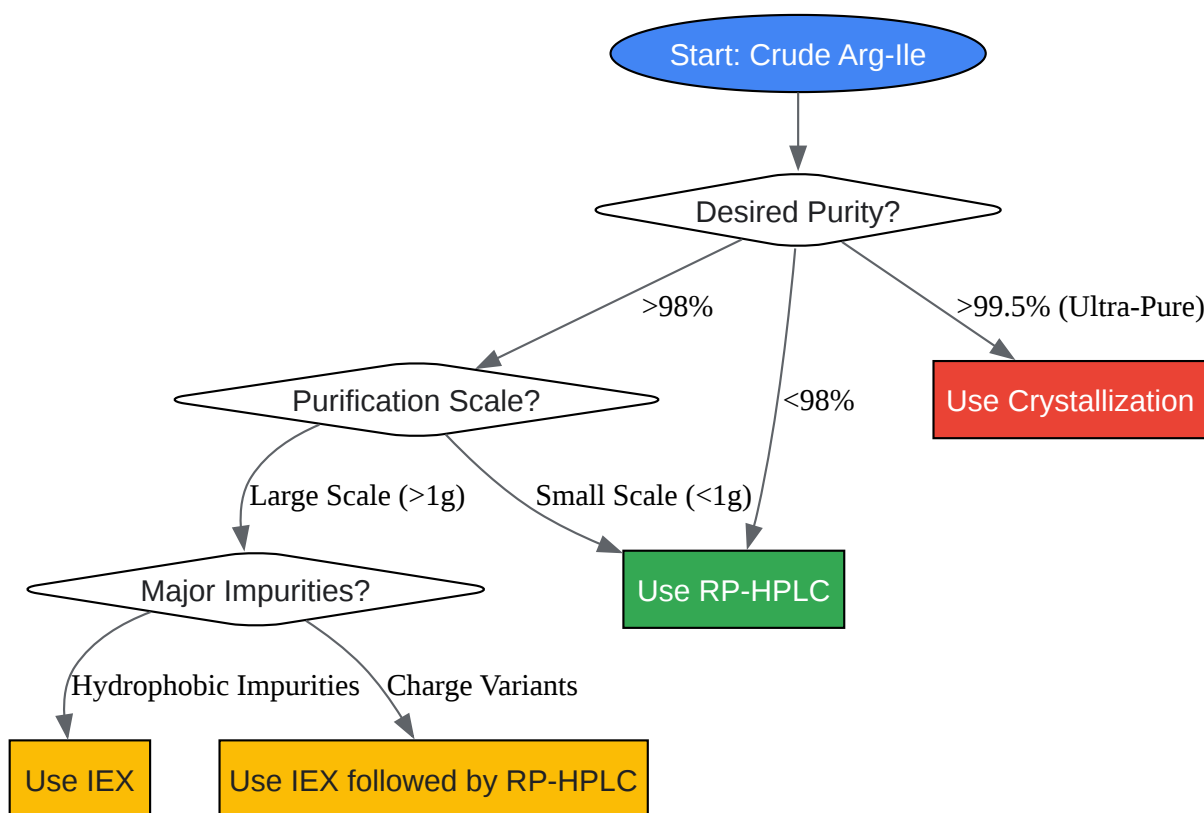 Start: Crude Arg-Ile
Desired Purity?
>98%
<98%
>99.5% (Ultra-Pure)
Purification Scale?
Use Crystallization
Large Scale (>1g)
Small Scale (<1g)
Major Impurities?
Use RP-HPLC
Hydrophobic Impurities
Charge Variants
Use IEX
Use IEX followed by RP-HPLC